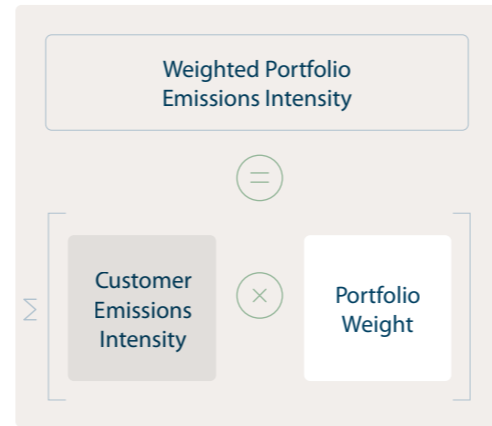 Weighted Portfolio
Emissions Intensity
=
Customer
Emissions
Intensity
×
Portfolio
Weight
Σ